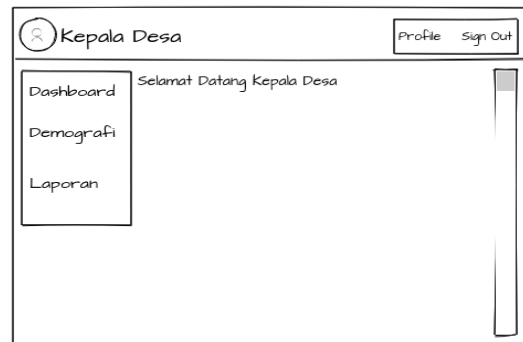 Kepala Desa
Profile Sign Out
Dashboard
Demografi
Laporan
Selamat Datang Kepala Desa